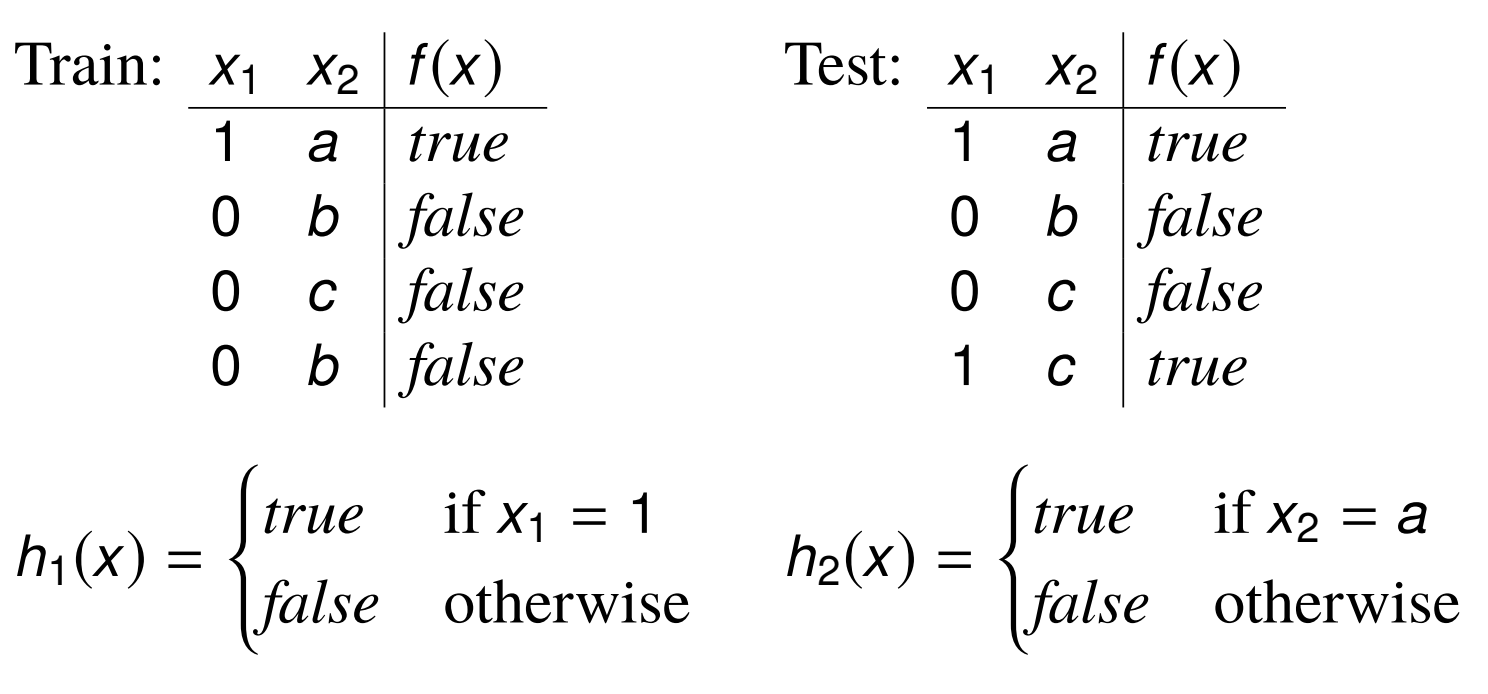 Train: x₁ x₂ f(x)
1 a true
0 b false
0 c false
0 b false
Test: x₁ x₂ f(x)
1 a true
0 b false
0 c false
1 c true
h₁(x) = { true if x₁ = 1
false otherwise
h₂(x) = { true if x₂ = a
false otherwise